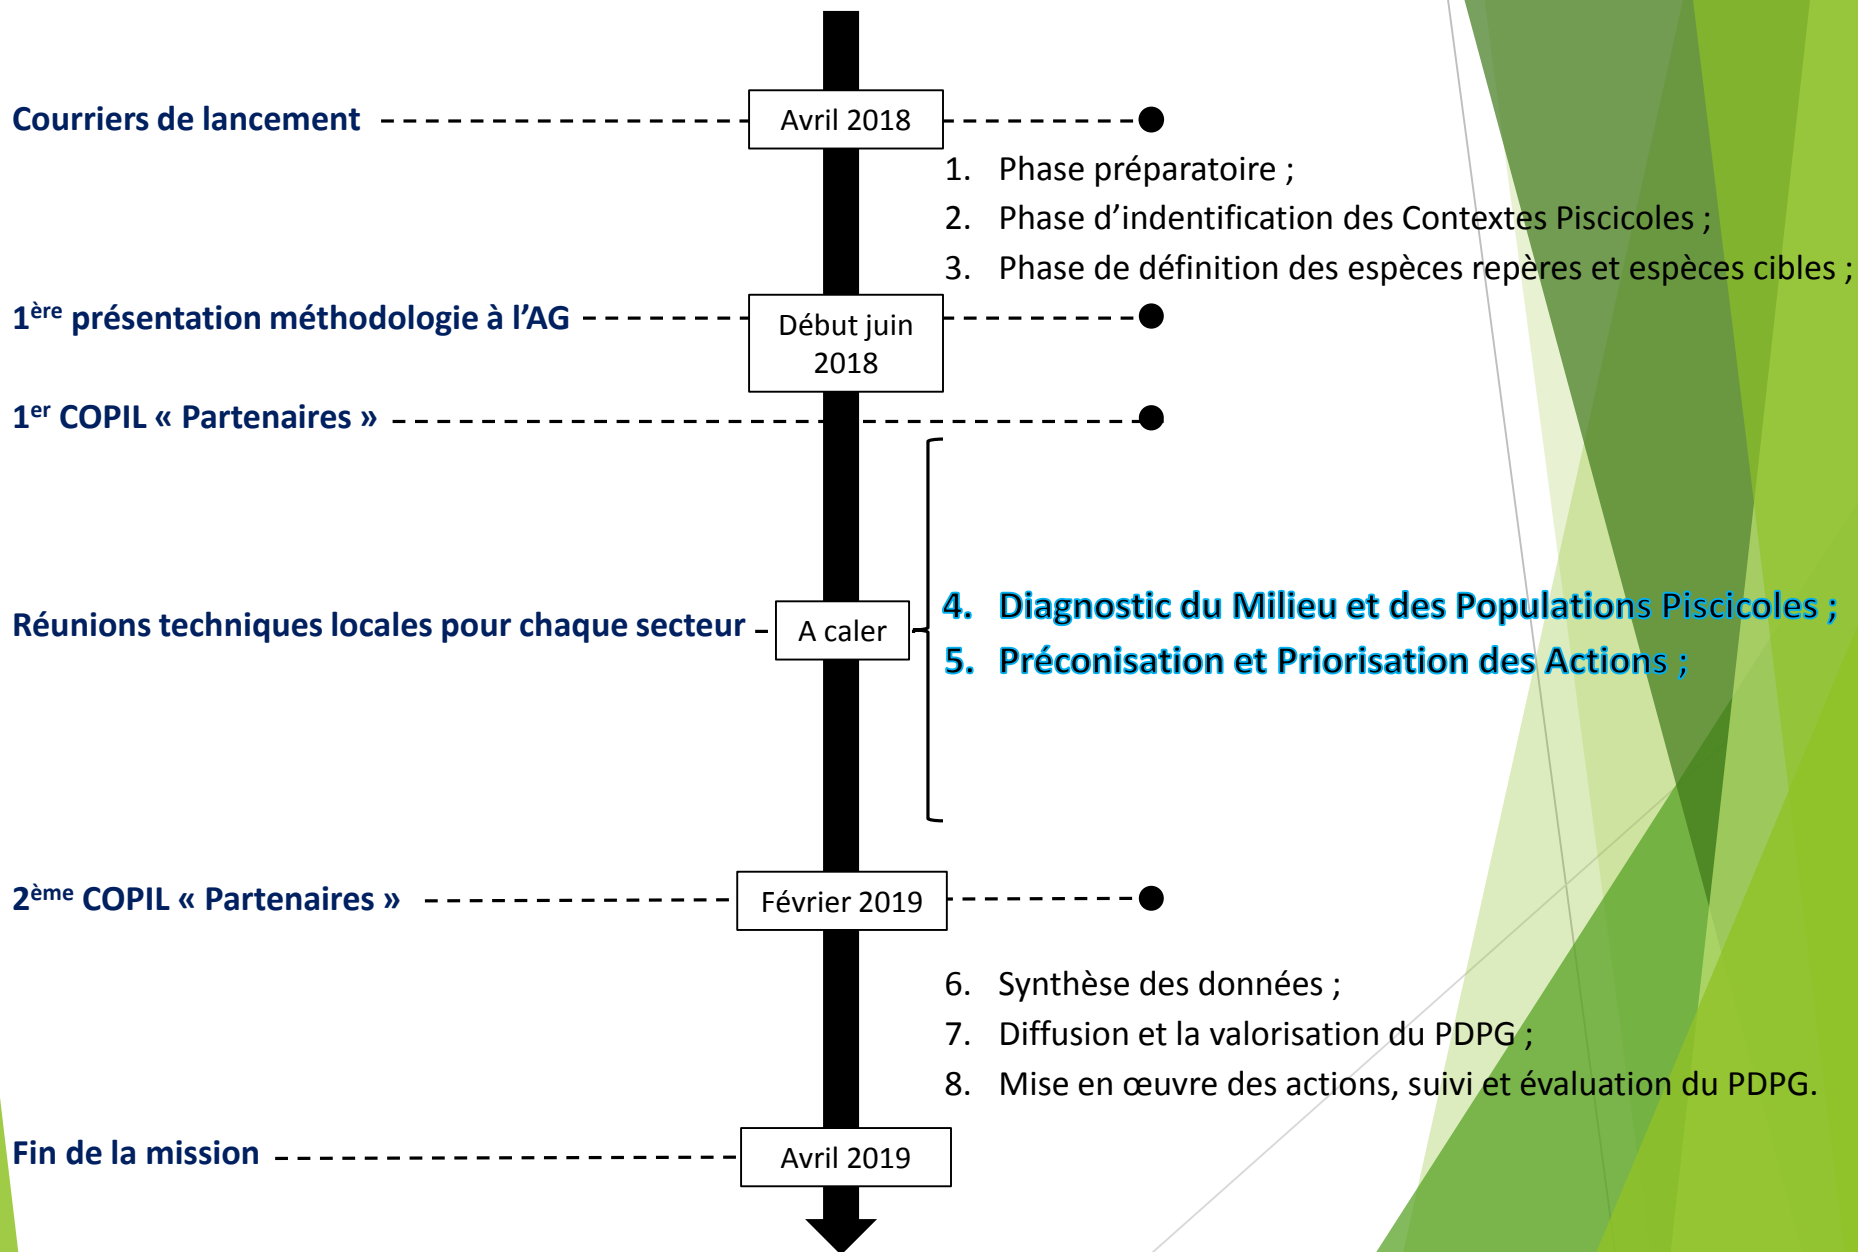 Courriers de lancement
Avril 2018
1. Phase préparatoire ;
2. Phase d’indentification des Contextes Piscicoles ;
3. Phase de définition des espèces repères et espèces cibles ;
1ère présentation méthodologie à l’AG
Début juin
2018
1er COPIL « Partenaires »
Réunions techniques locales pour chaque secteur
A caler
4. Diagnostic du Milieu et des Populations Piscicoles ;
5. Préconisation et Priorisation des Actions ;
2ème COPIL « Partenaires »
Février 2019
6. Synthèse des données ;
7. Diffusion et la valorisation du PDPG ;
8. Mise en œuvre des actions, suivi et évaluation du PDPG.
Fin de la mission
Avril 2019